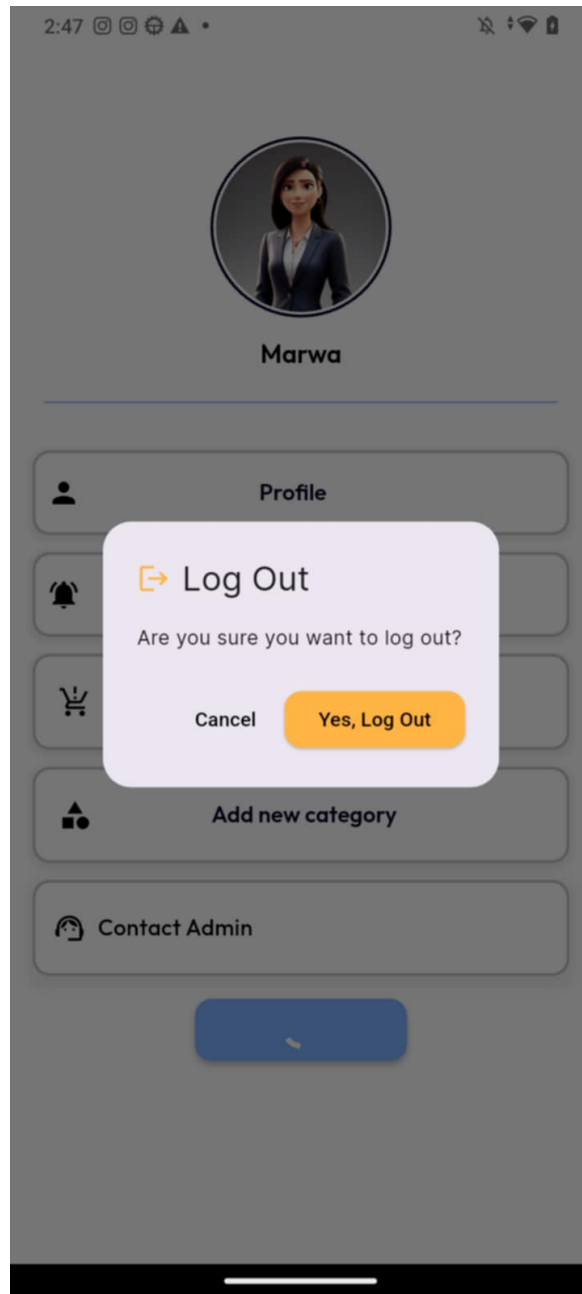 2:47
Marwa
Profile
Log Out
Are you sure you want to log out?
Cancel Yes, Log Out
Add new category
Contact Admin